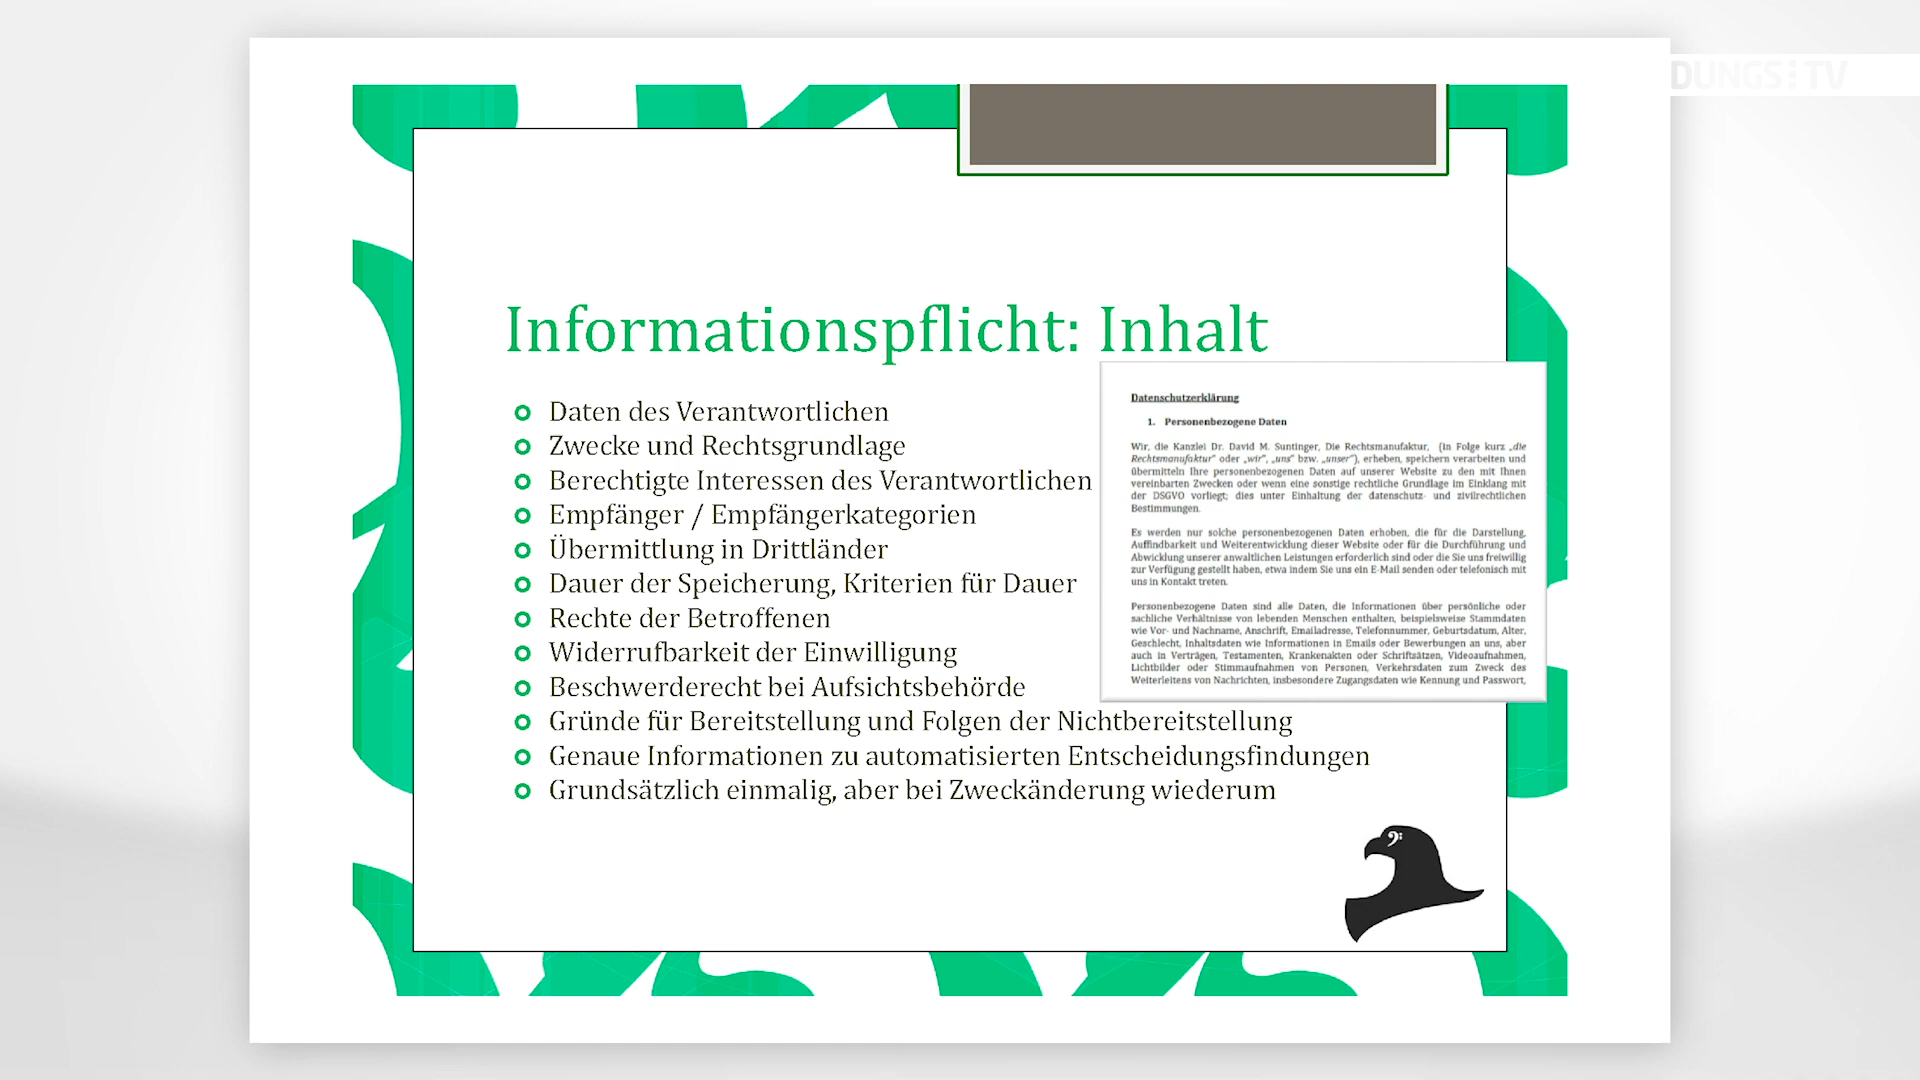 DUNGS TV
Informationspflicht: Inhalt
Daten des Verantwortlichen
Zwecke und Rechtsgrundlage
Berechtigte Interessen des Verantwortlichen
Empfänger / Empfängerkategorien
Übermittlung in Drittländer
Dauer der Speicherung, Kriterien für Dauer
Rechte der Betroffenen
Widerrufbarkeit der Einwilligung
Beschwerderecht bei Aufsichtsbehörde
Gründe für Bereitstellung und Folgen der Nichtbereitstellung
Genaue Informationen zu automatisierten Entscheidungsfindungen
Grundsätzlich einmalig, aber bei Zweckänderung wiederum
Datenschutzerklärung
1. Personenbezogene Daten
Wir, die Kanzlei Dr. David M. Suntinger, Die Rechtsmanufaktur, (in Folge kurz „die
Rechtsmanufaktur" oder „wir", „uns" bzw. „unser"), erheben, speichern verarbeiten und
übermitteln Ihre personenbezogenen Daten auf unserer Website zu den mit Ihnen
vereinbarten Zwecken oder wenn eine sonstige rechtliche Grundlage im Einklang mit
der DSGVO vorliegt; dies unter Einhaltung der datenschutz- und zivilrechtlichen
Bestimmungen.
Es werden nur solche personenbezogenen Daten erhoben, die für die Darstellung,
Auffindbarkeit und Weiterentwicklung dieser Website oder für die Durchführung und
Abwicklung unserer anwaltlichen Leistungen erforderlich sind oder die Sie uns freiwillig
zur Verfügung gestellt haben, etwa indem Sie uns ein E-Mail senden oder telefonisch mit
uns in Kontakt treten.
Personenbezogene Daten sind alle Daten, die Informationen über persönliche oder
sachliche Verhältnisse von lebenden Menschen enthalten, beispielsweise Stammdaten
wie Vor- und Nachname, Anschrift, Emailadresse, Telefonnummer, Geburtsdatum, Alter,
Geschlecht, Inhaltsdaten wie Informationen in Emails oder Bewerbungen an uns, aber
auch in Verträgen, Testamenten, Krankenakten oder Schriftsätzen, Videoaufnahmen,
Lichtbilder oder Stimmaufnahmen von Personen, Verkehrsdaten zum Zweck des
Weiterleitens von Nachrichten, insbesondere Zugangsdaten wie Kennung und Passwort,